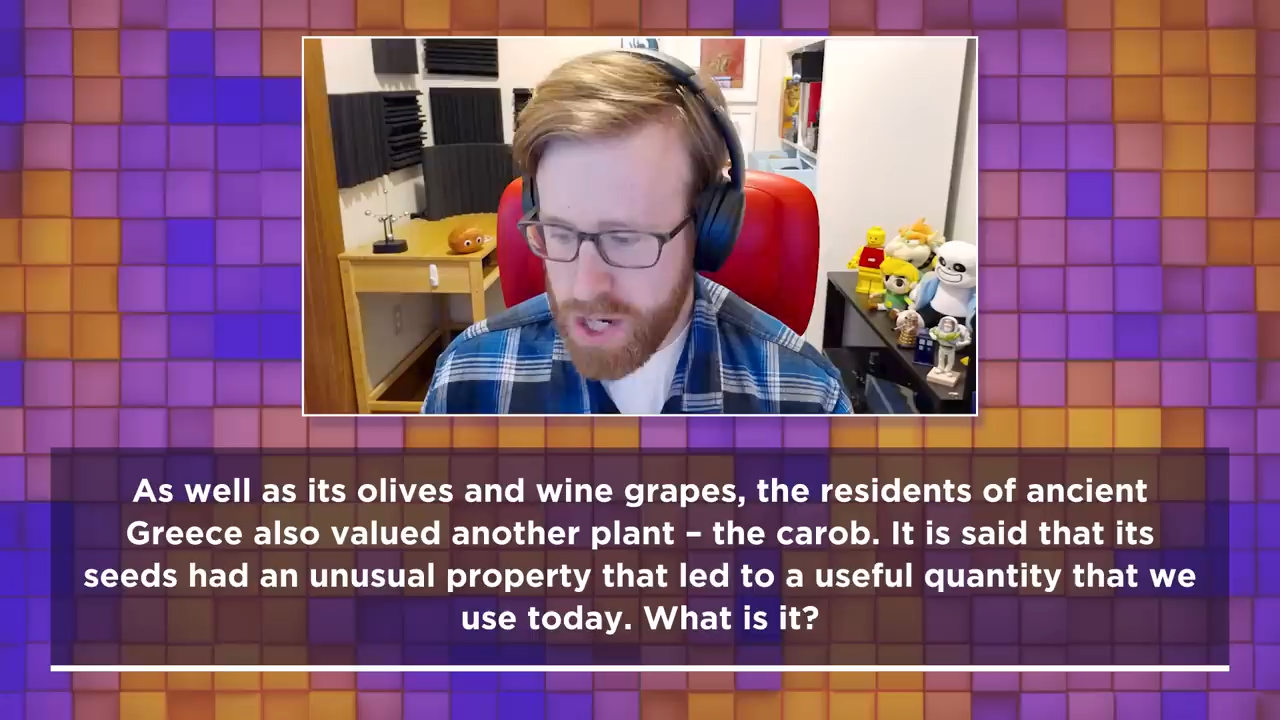 As well as its olives and wine grapes, the residents of ancient
Greece also valued another plant – the carob. It is said that its
seeds had an unusual property that led to a useful quantity that we
use today. What is it?